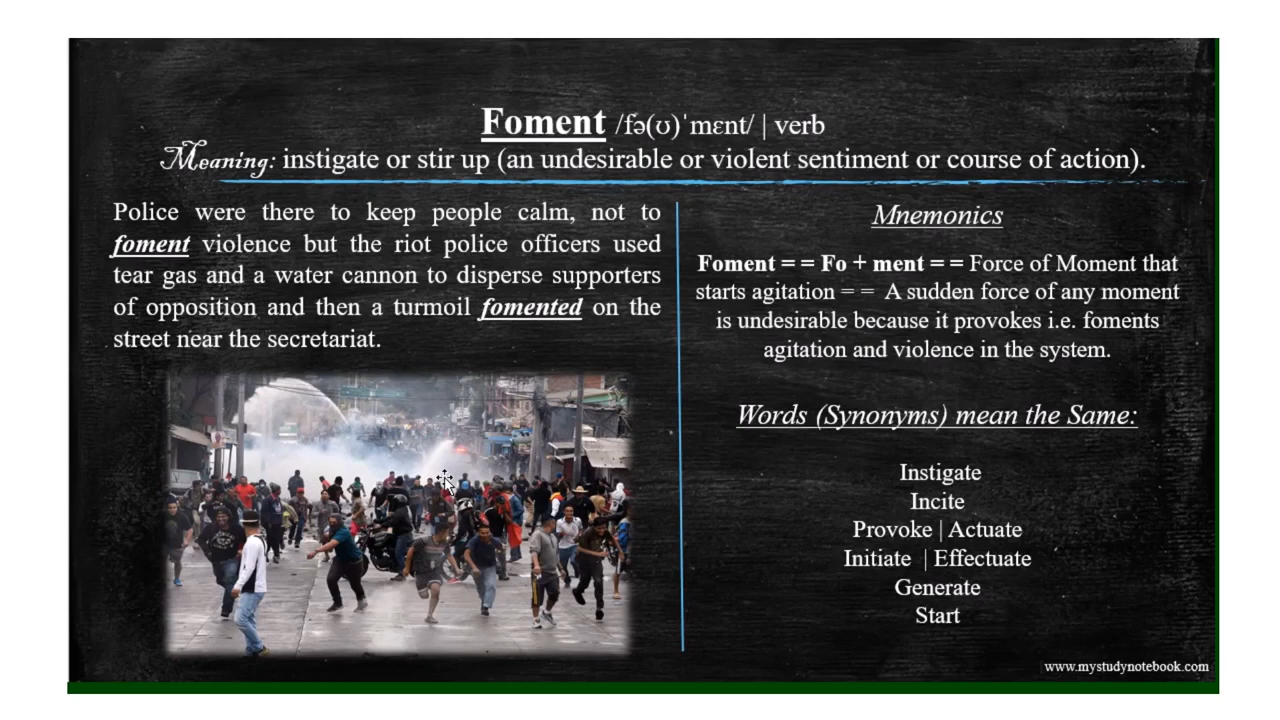 Foment /fə(ʊ)ˈmɛnt/ | verb
Meaning: instigate or stir up (an undesirable or violent sentiment or course of action).
Police were there to keep people calm, not to
foment violence but the riot police officers used
tear gas and a water cannon to disperse supporters
of opposition and then a turmoil fomented on the
street near the secretariat.
Mnemonics
Foment = = Fo + ment = = Force of Moment that
starts agitation = = A sudden force of any moment
is undesirable because it provokes i.e. foments
agitation and violence in the system.
Words (Synonyms) mean the Same:
Instigate
Incite
Provoke | Actuate
Initiate | Effectuate
Generate
Start
www.mystudynotebook.com